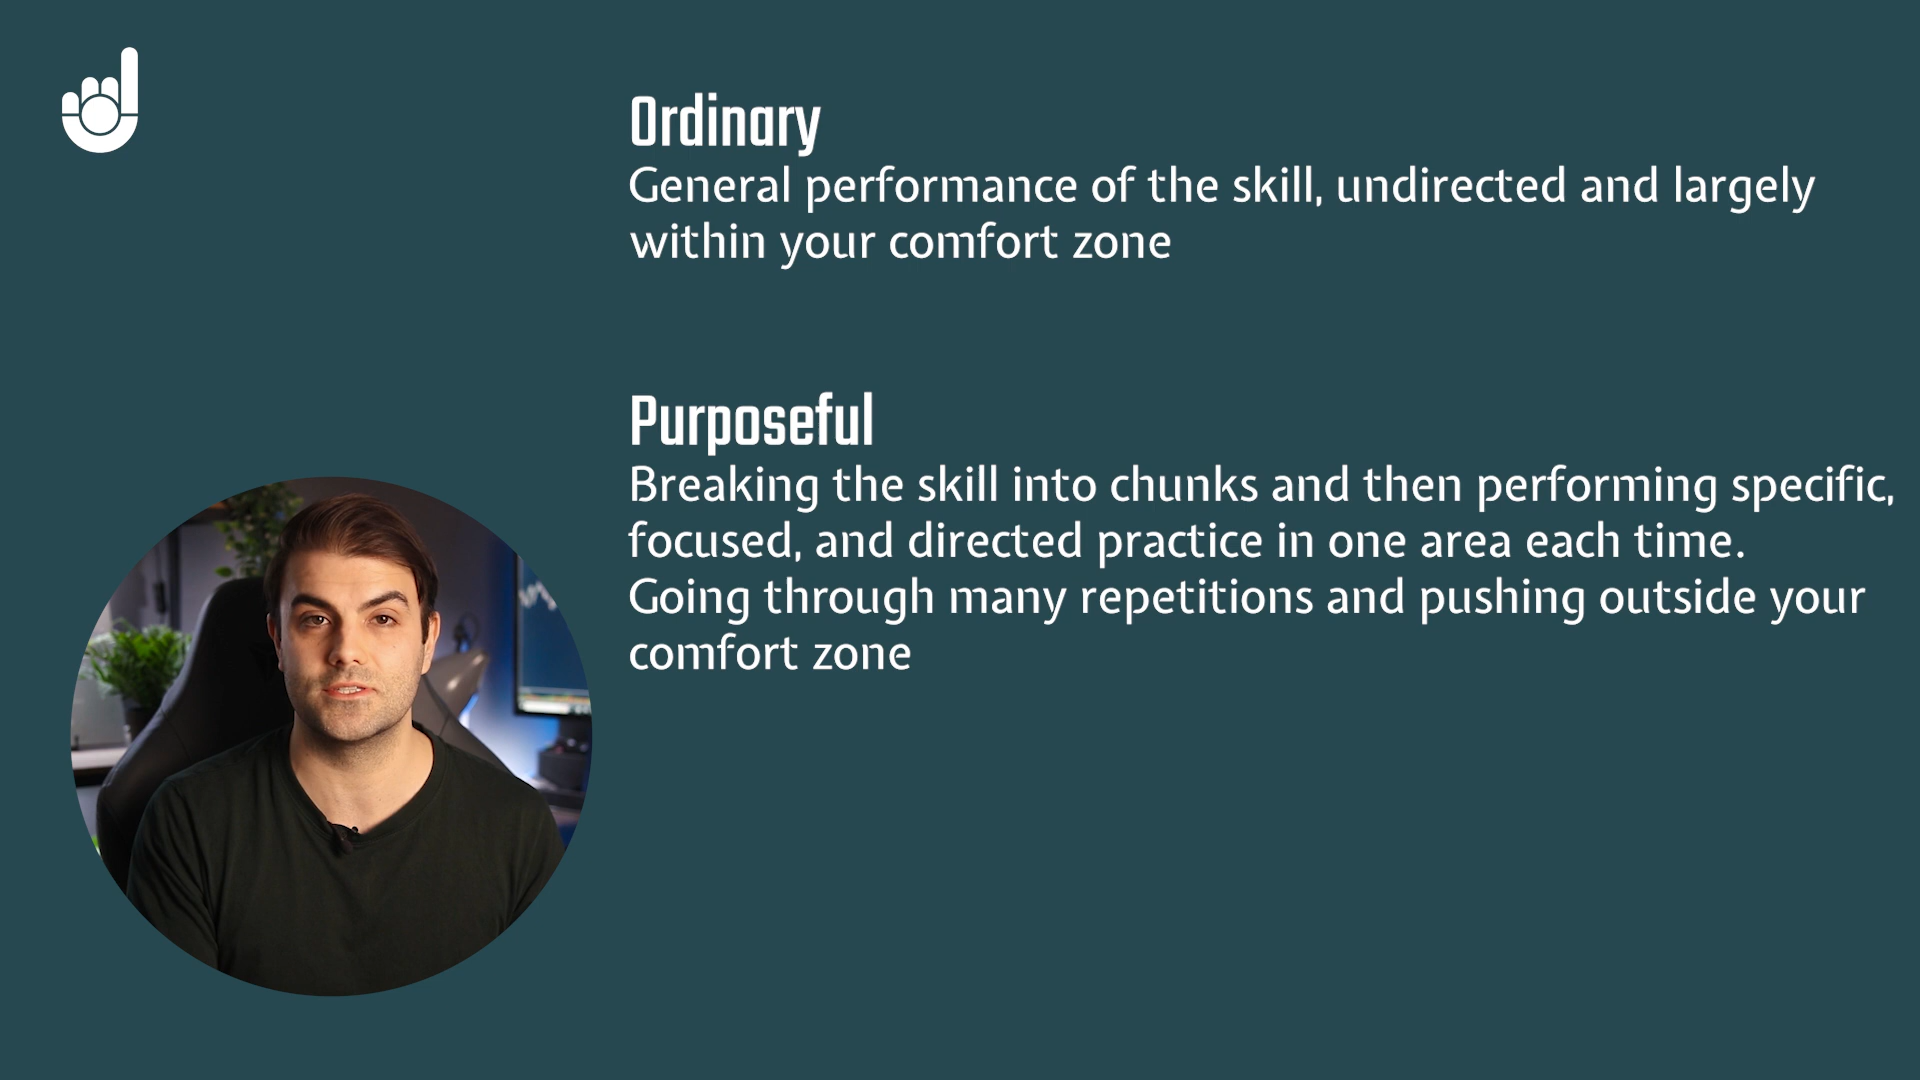 Ordinary
General performance of the skill, undirected and largely
within your comfort zone
Purposeful
Breaking the skill into chunks and then performing specific,
focused, and directed practice in one area each time.
Going through many repetitions and pushing outside your
comfort zone